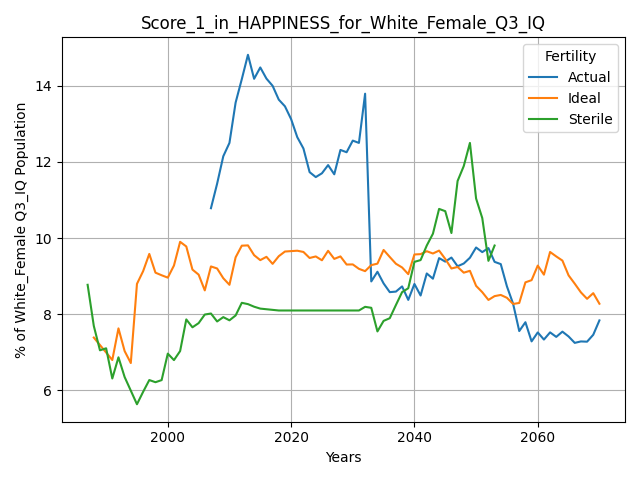 Score_1_in_HAPPINESS_for_White_Female_Q3_IQ
Fertility
Actual
Ideal
Sterile
% of White_Female Q3_IQ Population
14
12
10
8
6
2000
2020
2040
2060
Years